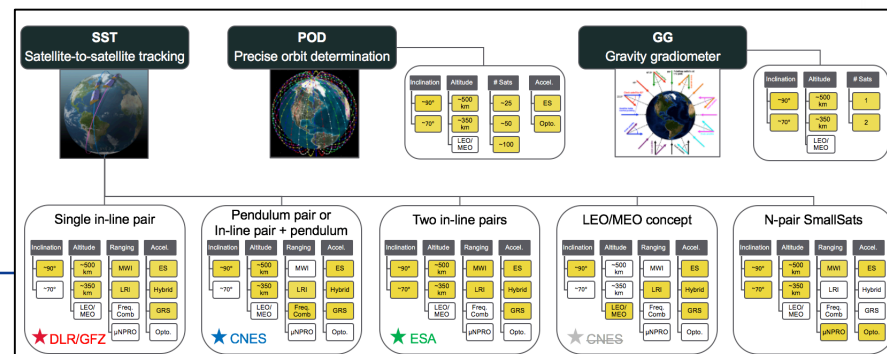 SST
Satellite-to-satellite tracking
POD
Precise orbit determination
Inclination Altitude # Sats Accel.
~90° ~500 km ~25 ES
~70° ~350 km ~50 Opto.
LEO/MEO ~100
GG
Gravity gradiometer
Inclination Altitude # Sats
~90° ~500 km 1
~70° ~350 km 2
LEO/MEO
Single in-line pair
Inclination Altitude Ranging Accel.
~90° ~500 km MWI ES
~70° ~350 km LRI Hybrid
LEO/MEO Freq. Comb GRS
µNPRO Opto.
DLR/GFZ
Pendulum pair or
In-line pair + pendulum
Inclination Altitude Ranging Accel.
~90° ~500 km MWI ES
~70° ~350 km LRI Hybrid
LEO/MEO Freq. Comb GRS
µNPRO Opto.
CNES
Two in-line pairs
Inclination Altitude Ranging Accel.
~90° ~500 km MWI ES
~70° ~350 km LRI Hybrid
LEO/MEO Freq. Comb GRS
µNPRO Opto.
ESA
LEO/MEO concept
Inclination Altitude Ranging Accel.
~90° ~500 km MWI ES
~70° ~350 km LRI Hybrid
LEO/MEO Freq. Comb GRS
µNPRO Opto.
CNES
N-pair SmallSats
Inclination Altitude Ranging Accel.
~90° ~500 km MWI ES
~70° ~350 km LRI Hybrid
LEO/MEO Freq. Comb GRS
µNPRO Opto.